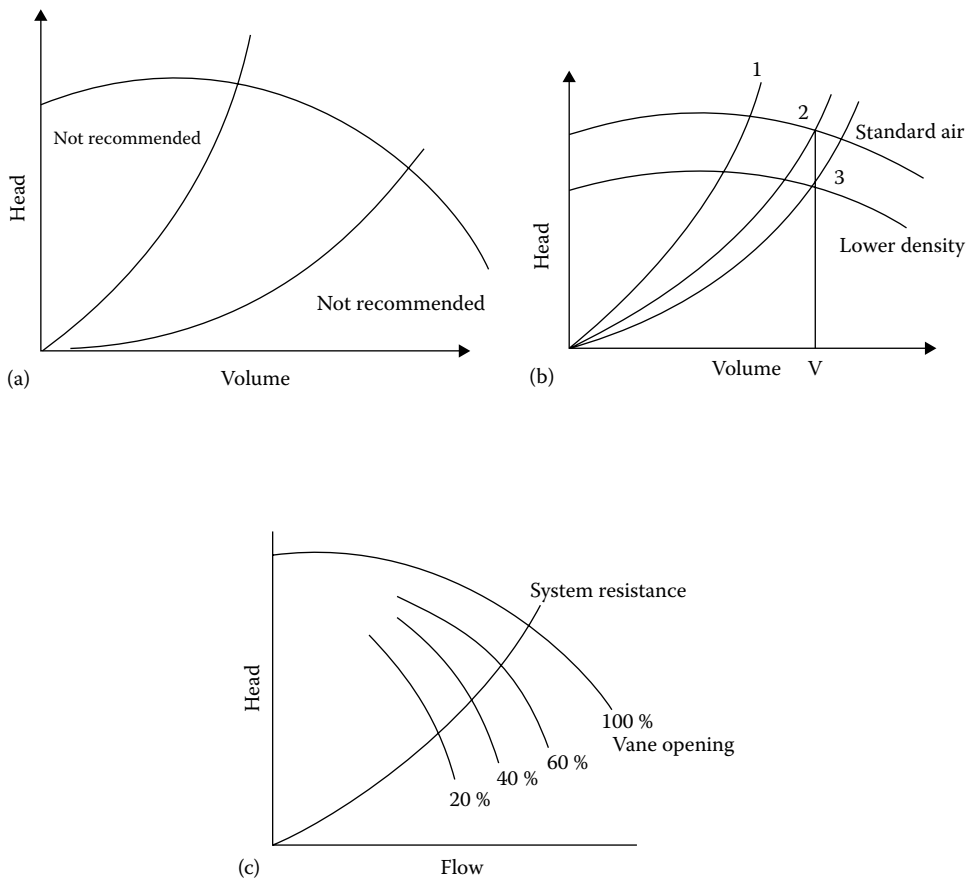 Head
Not recommended
Not recommended
Volume
(a)
Head
1
2
Standard air
3
Lower density
Volume V
(b)
Head
System resistance
100 %
Vane opening
60 %
40 %
20 %
Flow
(c)